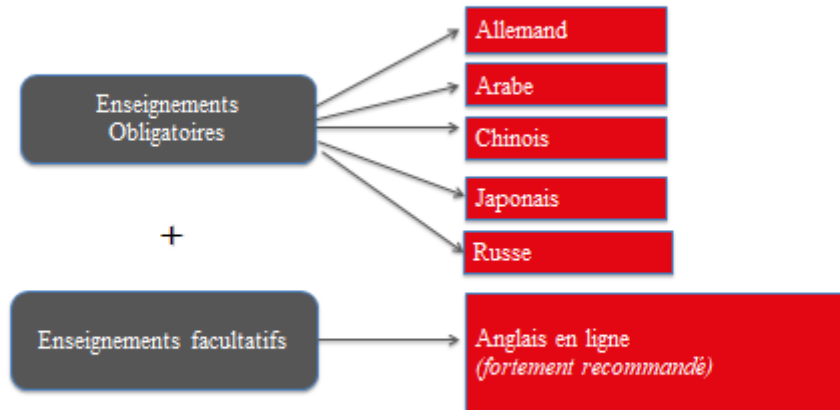 Enseignements
Obligatoires
Allemand
Arabe
Chinois
Japonais
Russe
+
Enseignements facultatifs
Anglais en ligne
(fortement recommandé)